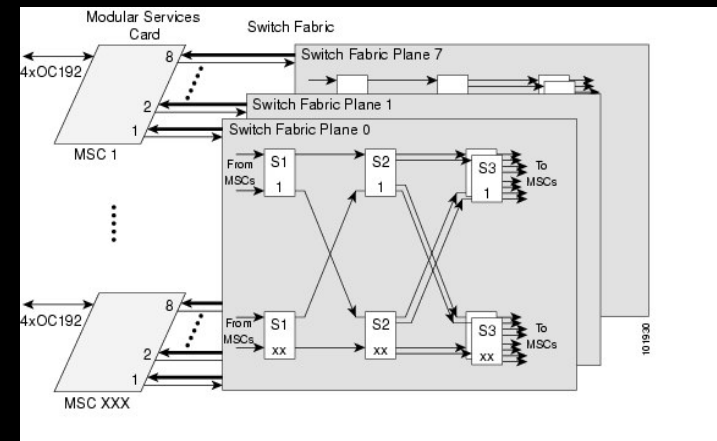 Modular Services
Card
Switch Fabric
8
Switch Fabric Plane 7
4xOC192
2
Switch Fabric Plane 1
1
Switch Fabric Plane 0
MSC 1
From
MSCs
S1
1
S2
1
S3
1
To
MSCs
8
4xOC192
2
1
MSC XXX
From
MSCs
S1
xx
S2
xx
S3
xx
To
MSCs
101930